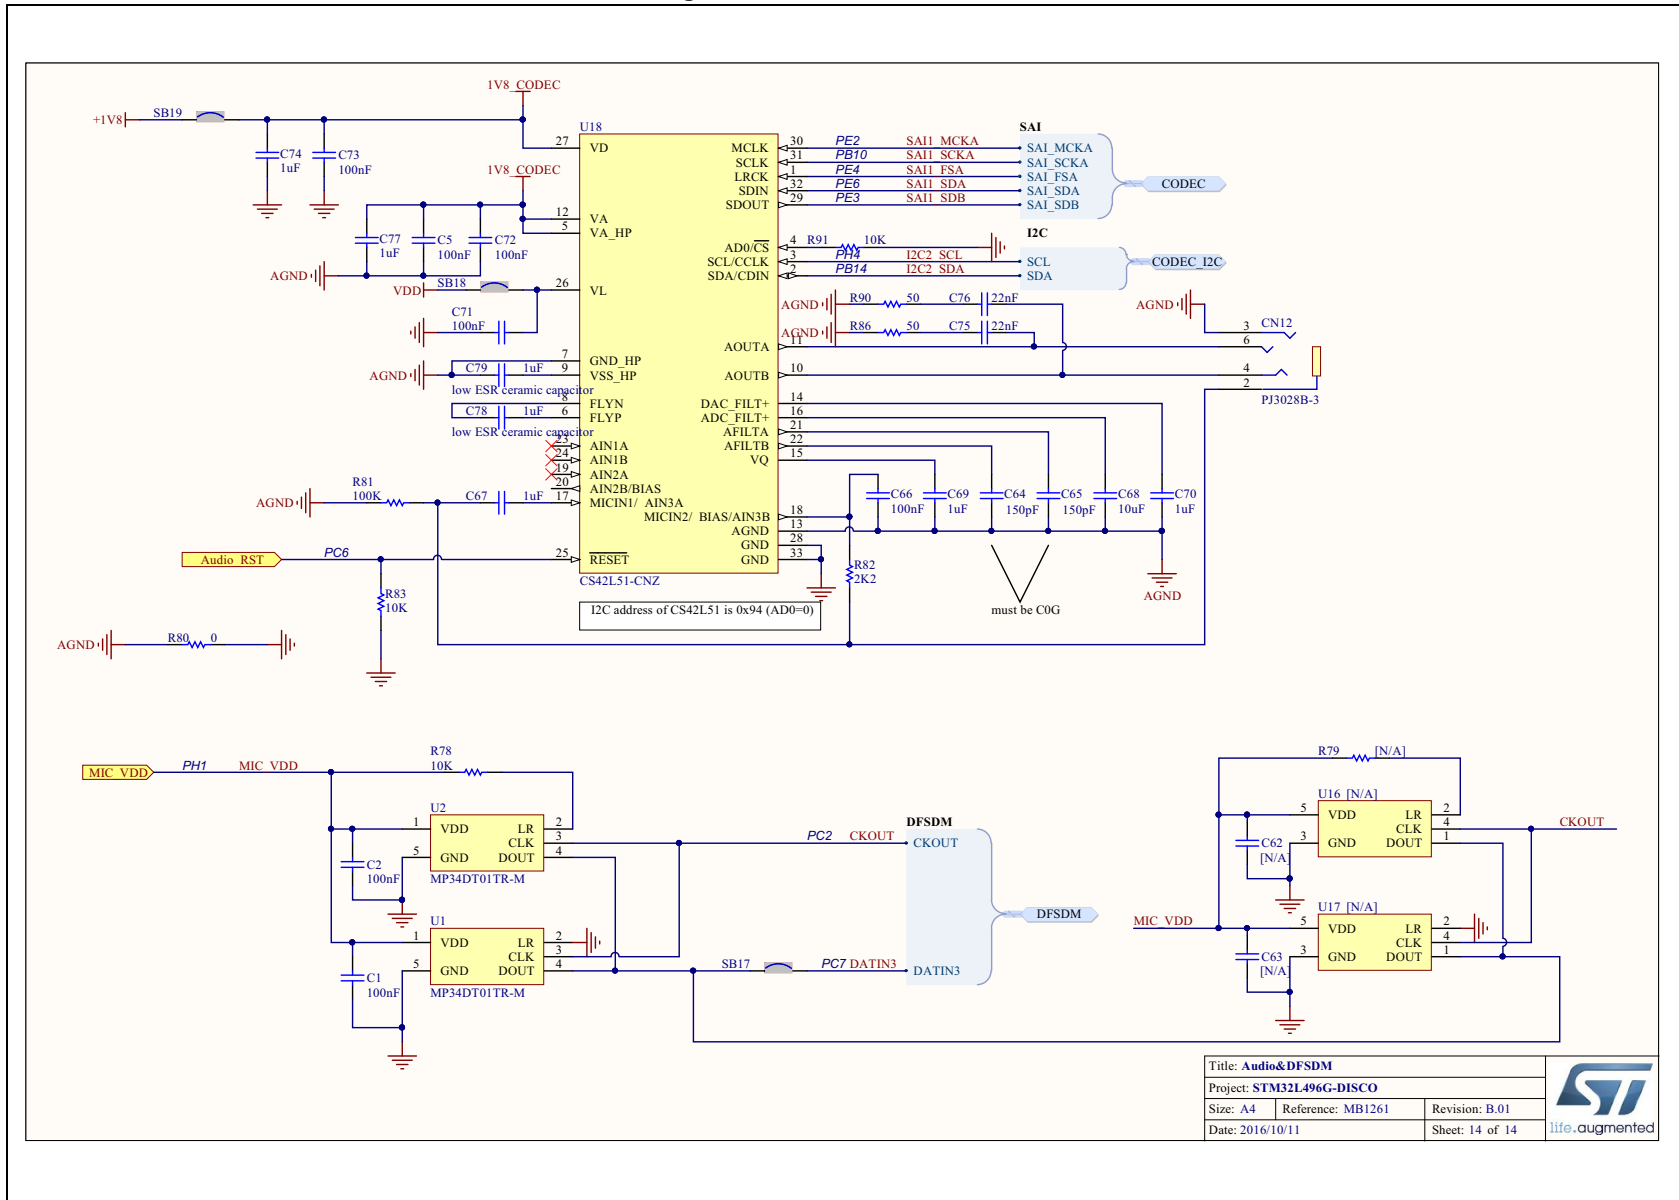 1V8_CODEC
+1V8
SB19
C74
1uF
C73
100nF
U18
27
VD
1V8_CODEC
12
VA
5
VA_HP
C77
1uF
C5
100nF
C72
100nF
AGND
VDD
SB18
26
VL
C71
100nF
7
GND_HP
AGND
C79
1uF
9
VSS_HP
low ESR ceramic capacitor
8
FLYN
C78
1uF
6
FLYP
low ESR ceramic capacitor
23
AIN1A
24
AIN1B
19
AIN2A
20
AIN2B/BIAS
R81
100K
AGND
C67
1uF
17
MICIN1/ AIN3A
Audio_RST
PC6
25
RESET
R83
10K
AGND
R80
0
CS42L51-CNZ
I2C address of CS42L51 is 0x94 (AD0=0)
MCLK
30
PE2
SAI1_MCKA
SCLK
31
PB10
SAI1_SCKA
LRCK
1
PE4
SAI1_FSA
SDIN
32
PE6
SAI1_SDA
SDOUT
29
PE3
SAI1_SDB
SAI
SAI_MCKA
SAI_SCKA
SAI_FSA
SAI_SDA
SAI_SDB
CODEC
AD0/CS
4
R91
10K
SCL/CCLK
3
PH4
I2C2_SCL
SDA/CDIN
2
PB14
I2C2_SDA
I2C
SCL
SDA
CODEC_I2C
AGND
R90
50
C76
22nF
AGND
R86
50
C75
22nF
AOUTA
11
AOUTB
10
AGND
CN12
3
6
4
2
PJ3028B-3
DAC_FILT+
14
ADC_FILT+
16
AFILTA
21
AFILTB
22
VQ
15
MICIN2/ BIAS/AIN3B
18
AGND
13
GND
28
GND
33
C66
100nF
C69
1uF
C64
150pF
C65
150pF
C68
10uF
C70
1uF
R82
2K2
must be C0G
AGND
MIC_VDD
PH1
MIC_VDD
R78
10K
U2
1
VDD
LR
2
CLK
3
5
GND
DOUT
4
MP34DT01TR-M
C2
100nF
U1
1
VDD
LR
2
CLK
3
5
GND
DOUT
4
MP34DT01TR-M
C1
100nF
DFSDM
PC2
CKOUT
CKOUT
SB17
PC7
DATIN3
DATIN3
DFSDM
R79
[N/A]
U16 [N/A]
5
VDD
LR
2
CLK
4
3
GND
DOUT
1
CKOUT
C62
[N/A]
MIC_VDD
U17 [N/A]
5
VDD
LR
2
CLK
4
3
GND
DOUT
1
C63
[N/A]
Title: Audio&DFSDM
Project: STM32L496G-DISCO
Size: A4
Reference: MB1261
Revision: B.01
Date: 2016/10/11
Sheet: 14 of 14
ST
life.augmented